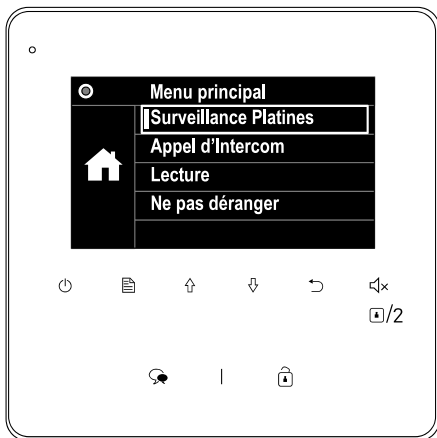 Menu principal
Surveillance Platines
Appel d'Intercom
Lecture
Ne pas déranger
/2